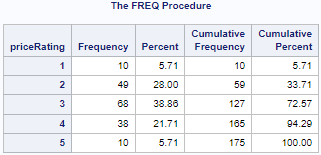 The FREQ Procedure
Cumulative Cumulative
priceRating Frequency Percent Frequency Percent
1 10 5.71 10 5.71
2 49 28.00 59 33.71
3 68 38.86 127 72.57
4 38 21.71 165 94.29
5 10 5.71 175 100.00